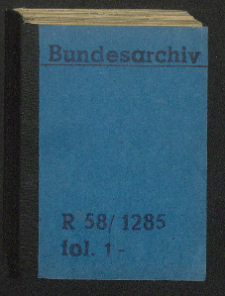 Bundesarchiv
R 58/1285
fol. 1-